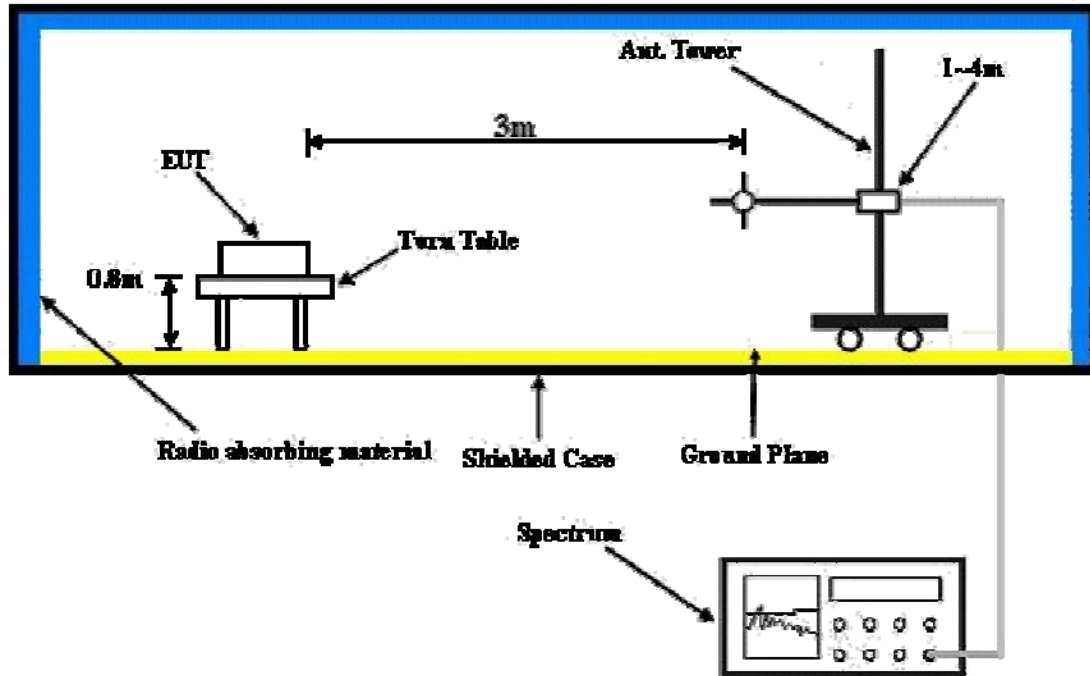 Ant. Tower
1~4m
3m
EUT
Turn Table
0.8m
Radio absorbing material
Shielded Case
Ground Plane
Spectrum